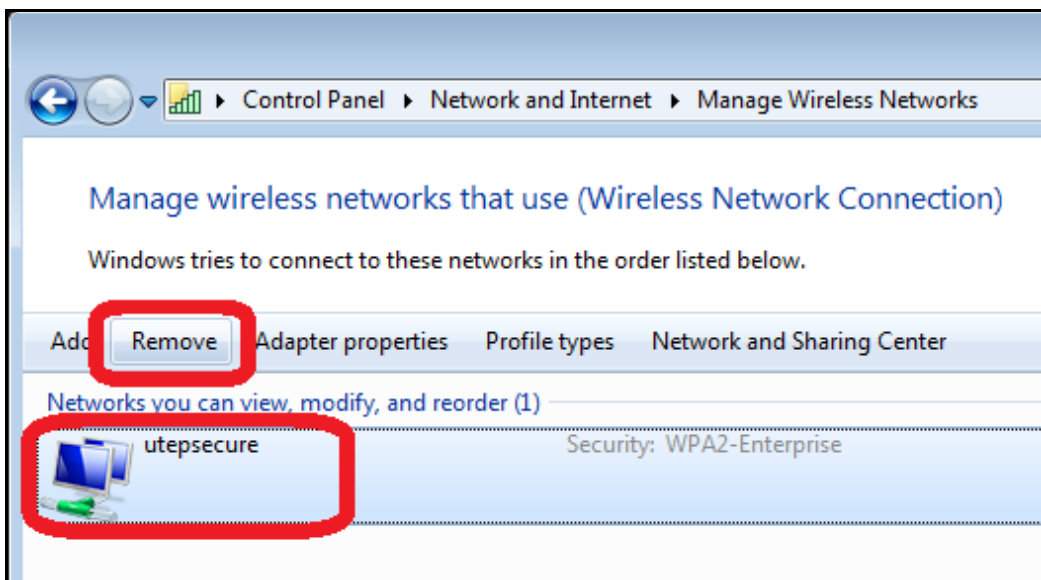 Control Panel Network and Internet Manage Wireless Networks
Manage wireless networks that use (Wireless Network Connection)
Windows tries to connect to these networks in the order listed below.
Add Remove Adapter properties Profile types Network and Sharing Center
Networks you can view, modify, and reorder (1)
utepsecure Security: WPA2-Enterprise